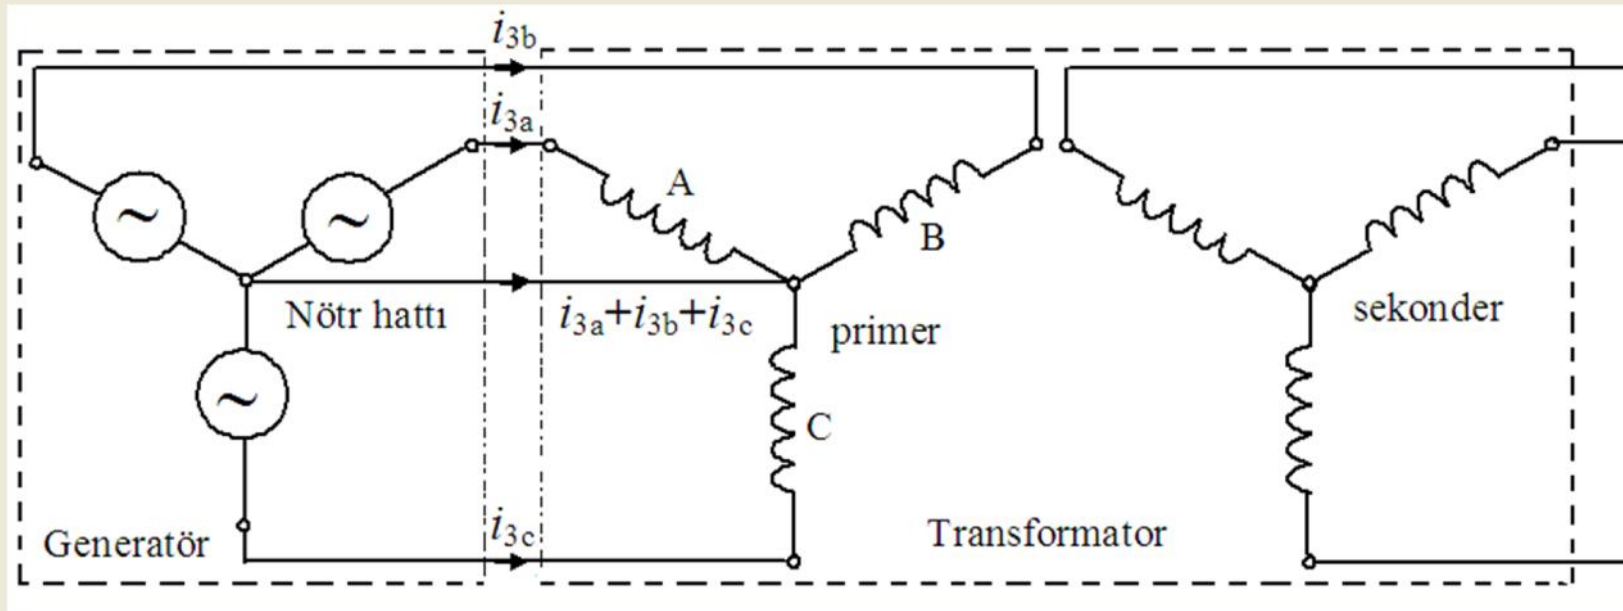 i3b
i3a
A
B
Nötr hattı
i3a+i3b+i3c
primer
sekonder
C
i3c
Generatör
Transformator